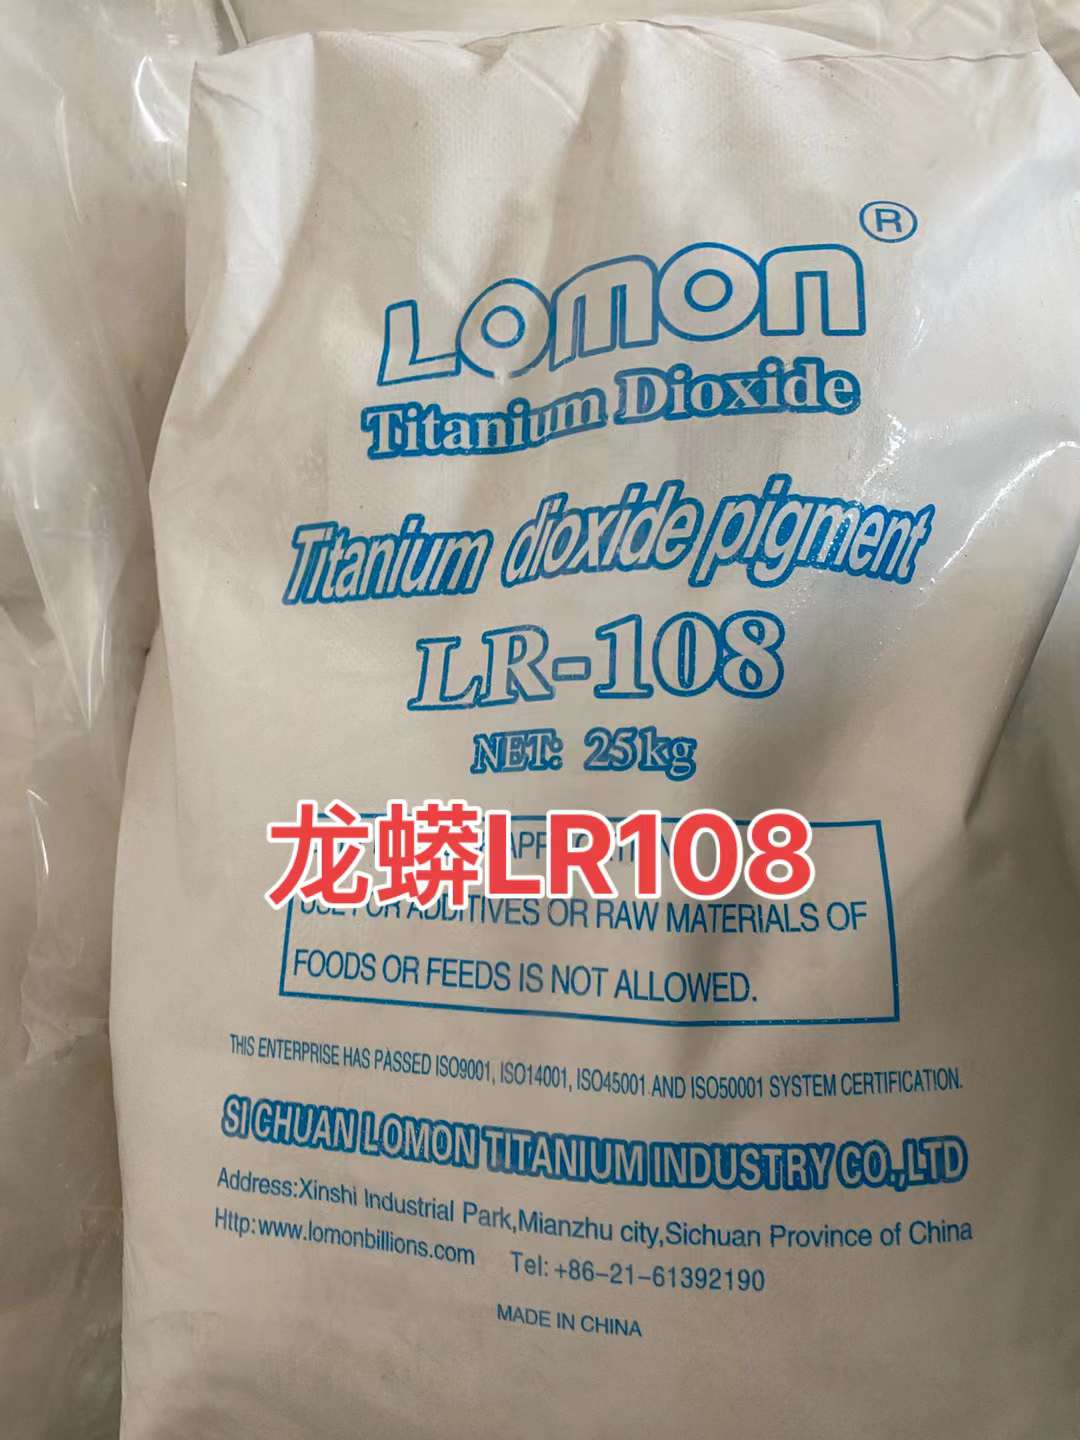 ®
LOMON
Titanium Dioxide
Titanium dioxide pigment
LR-108
NET: 25kg
龙蟒LR108
USE FOR ADDITIVES OR RAW MATERIALS OF
FOODS OR FEEDS IS NOT ALLOWED.
THIS ENTERPRISE HAS PASSED ISO9001, ISO14001, ISO45001 AND ISO50001 SYSTEM CERTIFICATION.
SI CHUAN LOMON TITANIUM INDUSTRY CO.,LTD
Address:Xinshi Industrial Park,Mianzhu city,Sichuan Province of China
Http:www.lomonbillions.com Tel: +86-21-61392190
MADE IN CHINA